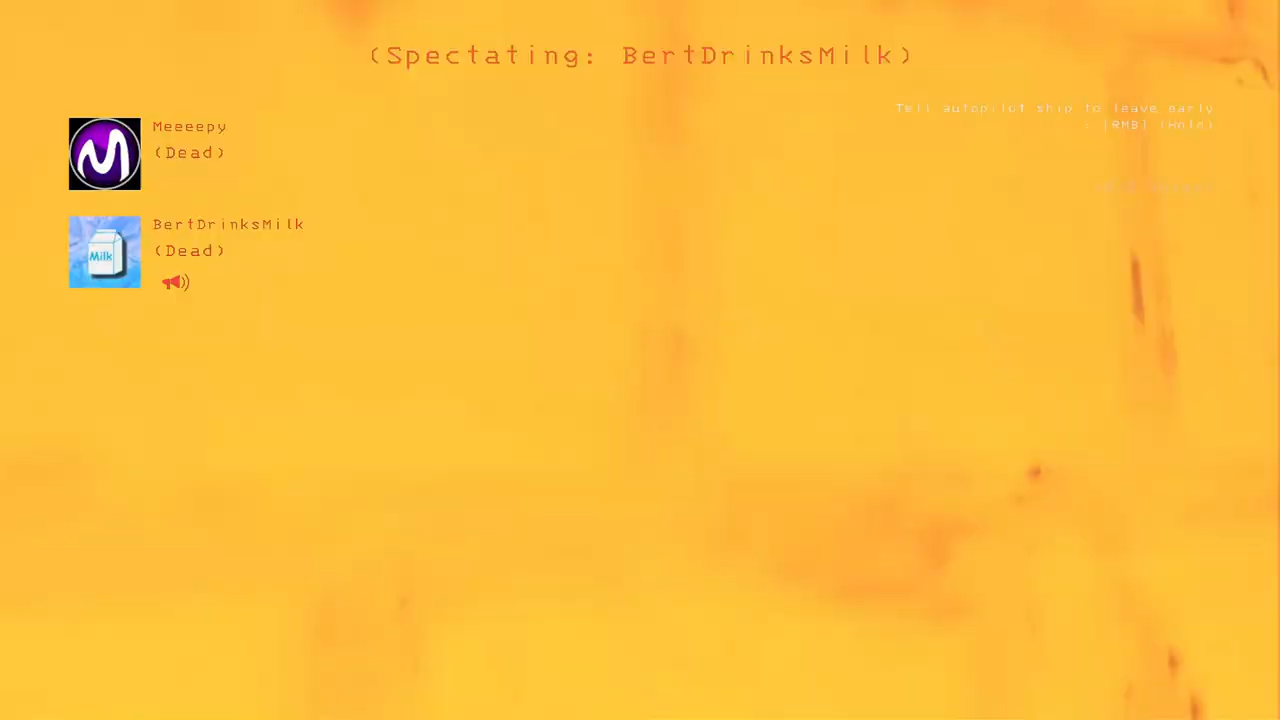 (Spectating: BertDrinksMilk)
Tell autopilot ship to leave early
: [RMB] (Hold)
Meeeepy
(Dead)
BertDrinksMilk
(Dead)
Milk